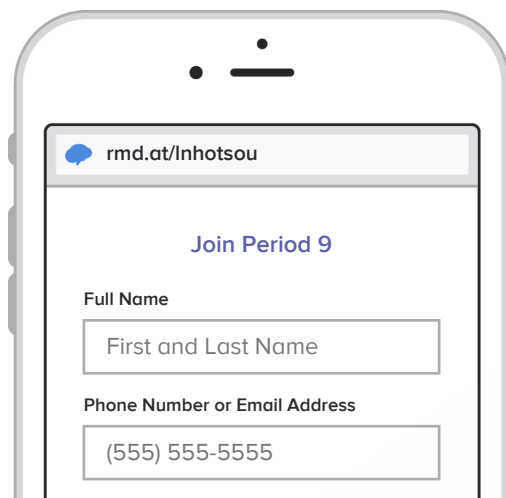 rmd.at/lnhotsou
Join Period 9
Full Name
First and Last Name
Phone Number or Email Address
(555) 555-5555